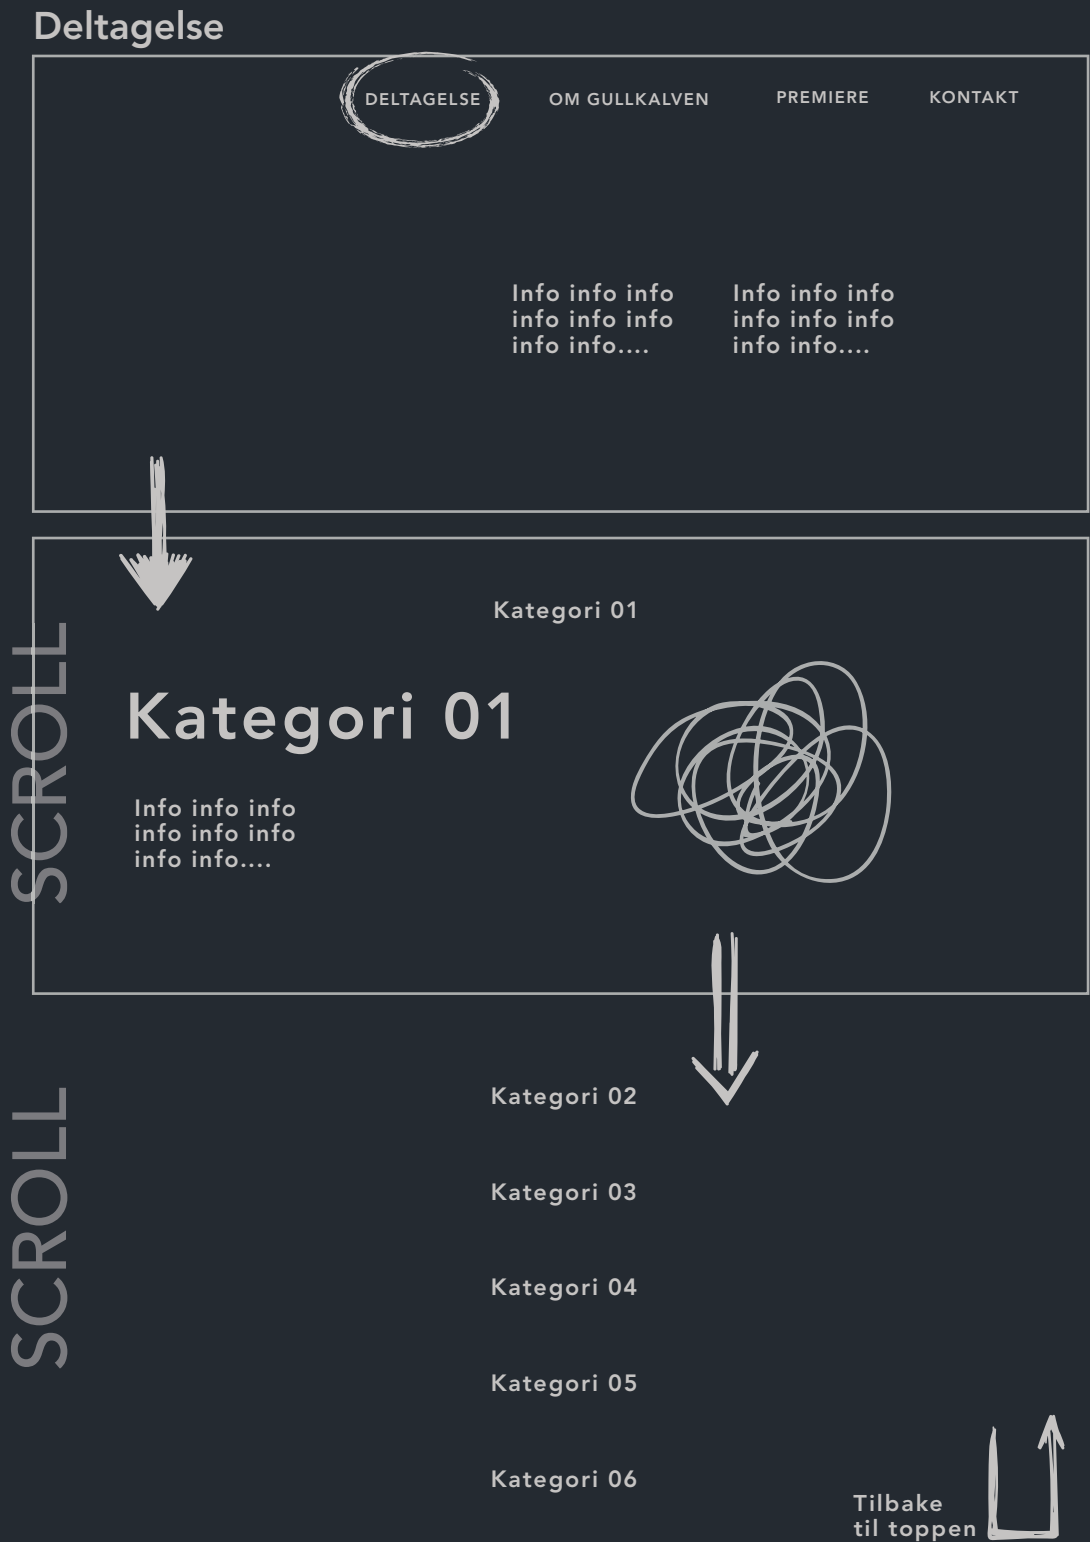 Deltagelse
DELTAGELSE
OM GULLKALVEN
PREMIERE
KONTAKT
Info info info
info info info
info info....
Info info info
info info info
info info....
Kategori 01
SCROLL
Kategori 01
Info info info
info info info
info info....
SCROLL
Kategori 02
Kategori 03
Kategori 04
Kategori 05
Kategori 06
Tilbake
til toppen